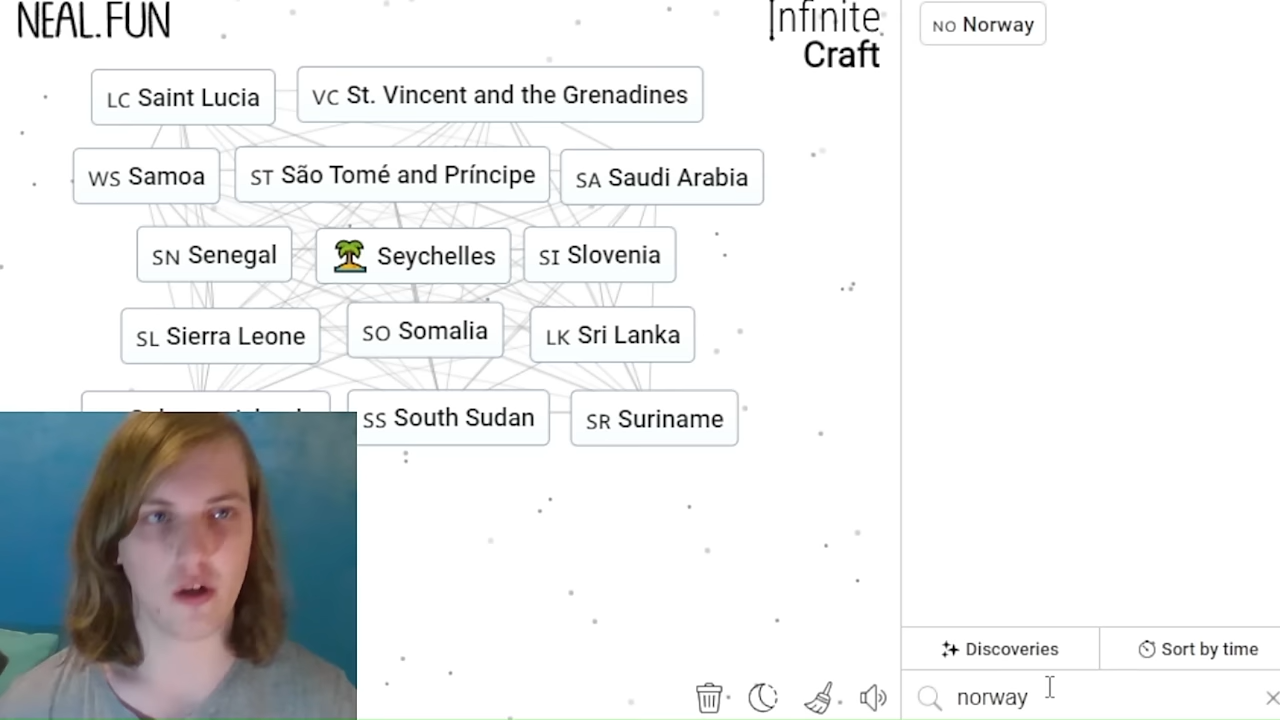 NEAL.FUN
Infinite
Craft
NO Norway
LC Saint Lucia
VC St. Vincent and the Grenadines
WS Samoa
ST São Tomé and Príncipe
SA Saudi Arabia
SN Senegal
Seychelles
SI Slovenia
SL Sierra Leone
SO Somalia
LK Sri Lanka
SS South Sudan
SR Suriname
Discoveries
Sort by time
norway